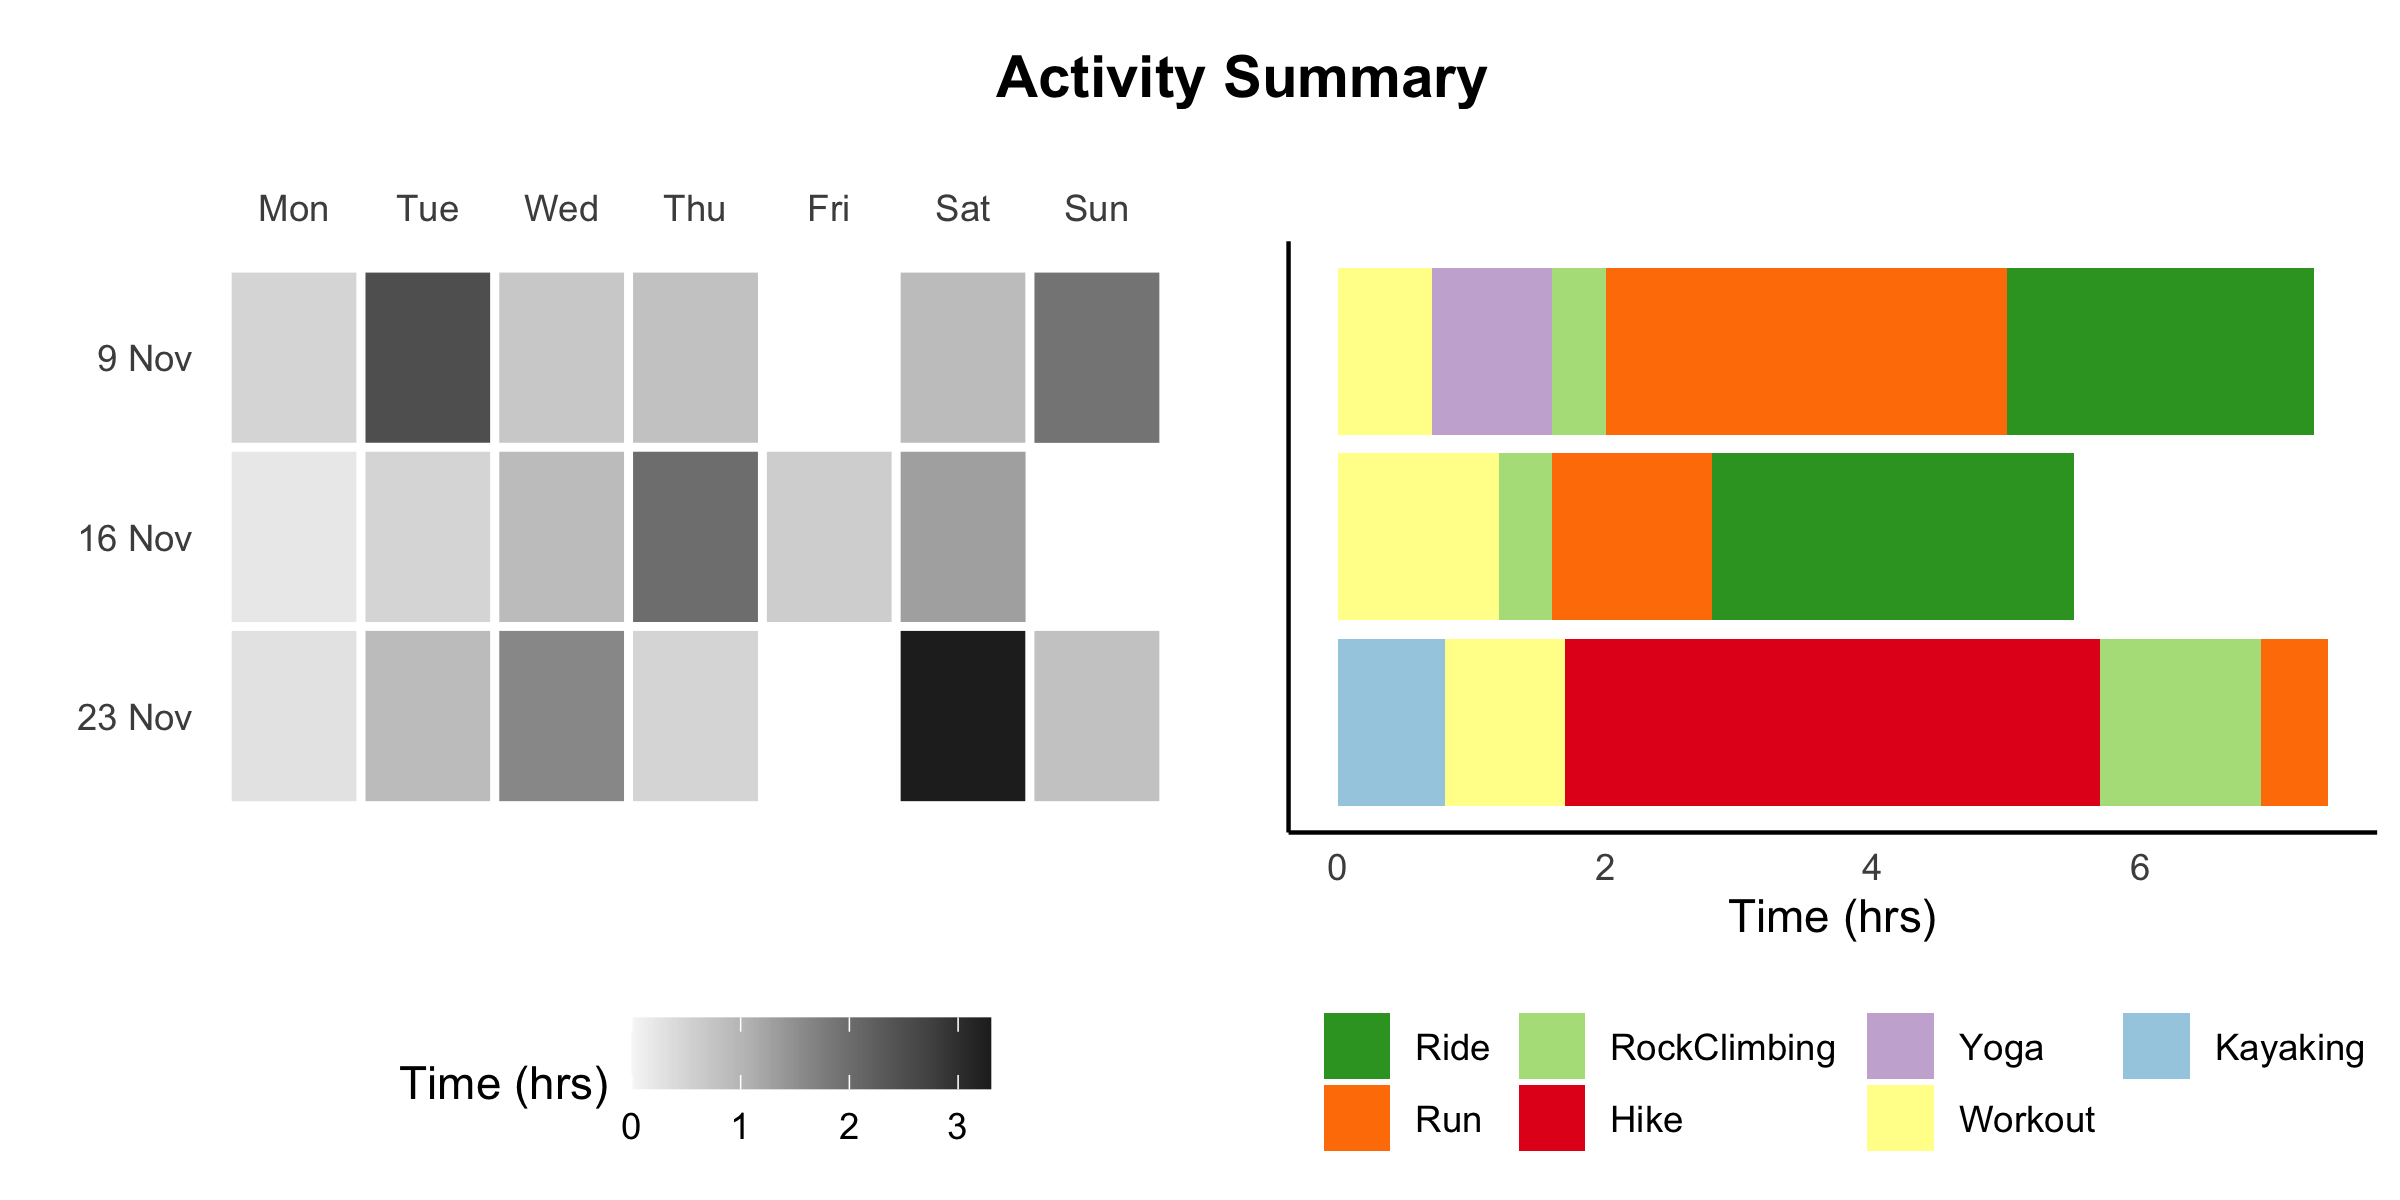 Activity Summary
Mon Tue Wed Thu Fri Sat Sun
9 Nov
16 Nov
23 Nov
0 2 4 6
Time (hrs)
Time (hrs)
0 1 2 3
Ride RockClimbing Yoga Kayaking
Run Hike Workout